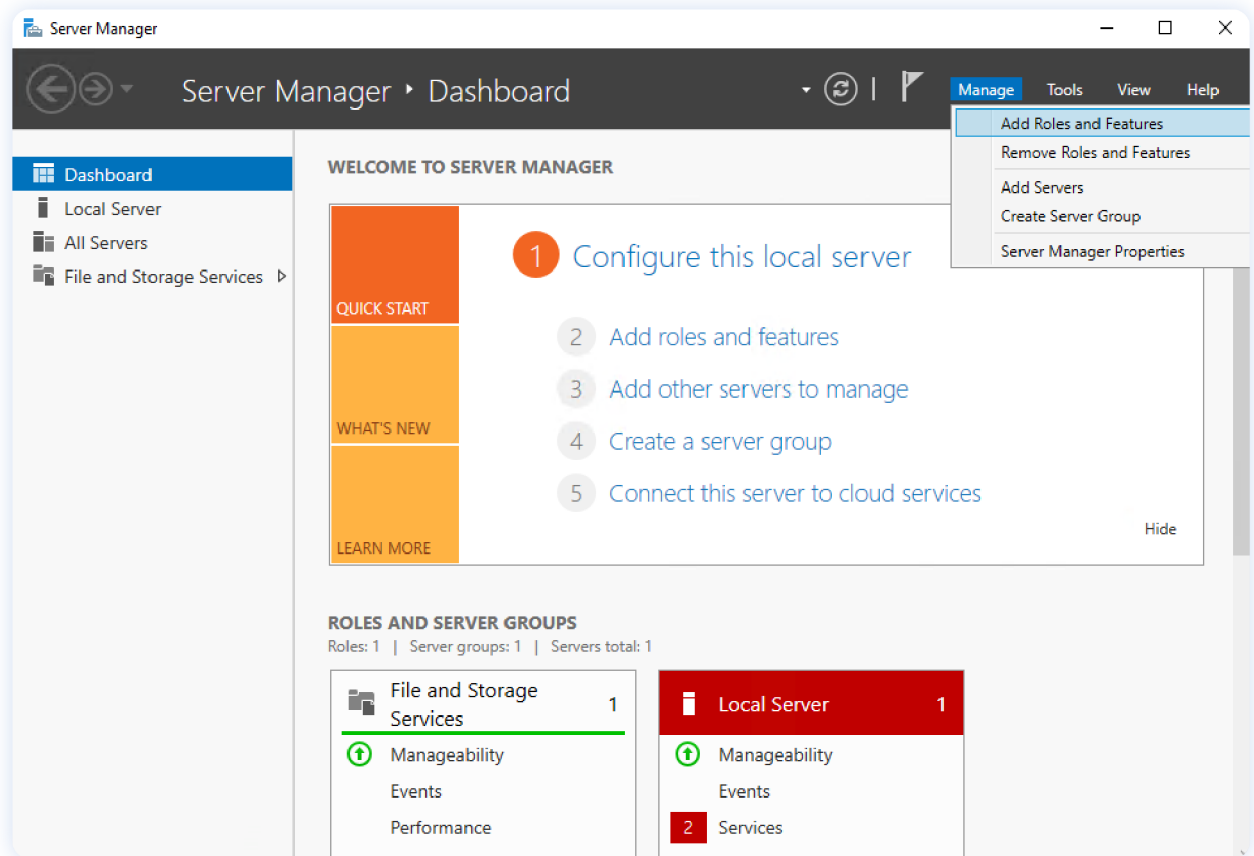 Server Manager
Server Manager ‣ Dashboard
Manage Tools View Help
Add Roles and Features
Remove Roles and Features
Add Servers
Create Server Group
Server Manager Properties
Dashboard
Local Server
All Servers
File and Storage Services
WELCOME TO SERVER MANAGER
QUICK START
WHAT'S NEW
LEARN MORE
1 Configure this local server
2 Add roles and features
3 Add other servers to manage
4 Create a server group
5 Connect this server to cloud services
Hide
ROLES AND SERVER GROUPS
Roles: 1 | Server groups: 1 | Servers total: 1
File and Storage
Services
1
Manageability
Events
Performance
Local Server 1
Manageability
Events
2 Services